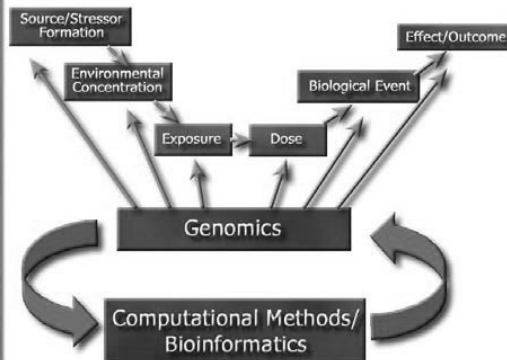 Source/Stressor
Formation
Effect/Outcome
Environmental
Concentration
Biological Event
Exposure
Dose
Genomics
Computational Methods/
Bioinformatics